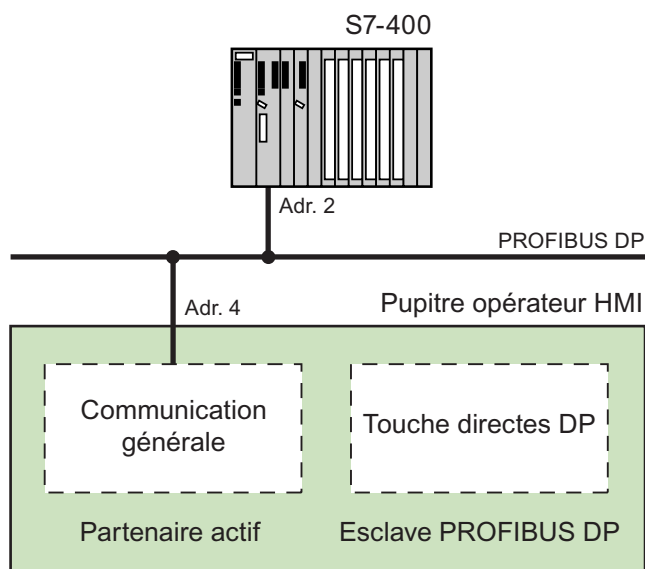 S7-400
Adr. 2
PROFIBUS DP
Adr. 4
Pupitre opérateur HMI
Communication
générale
Touche directes DP
Partenaire actif
Esclave PROFIBUS DP